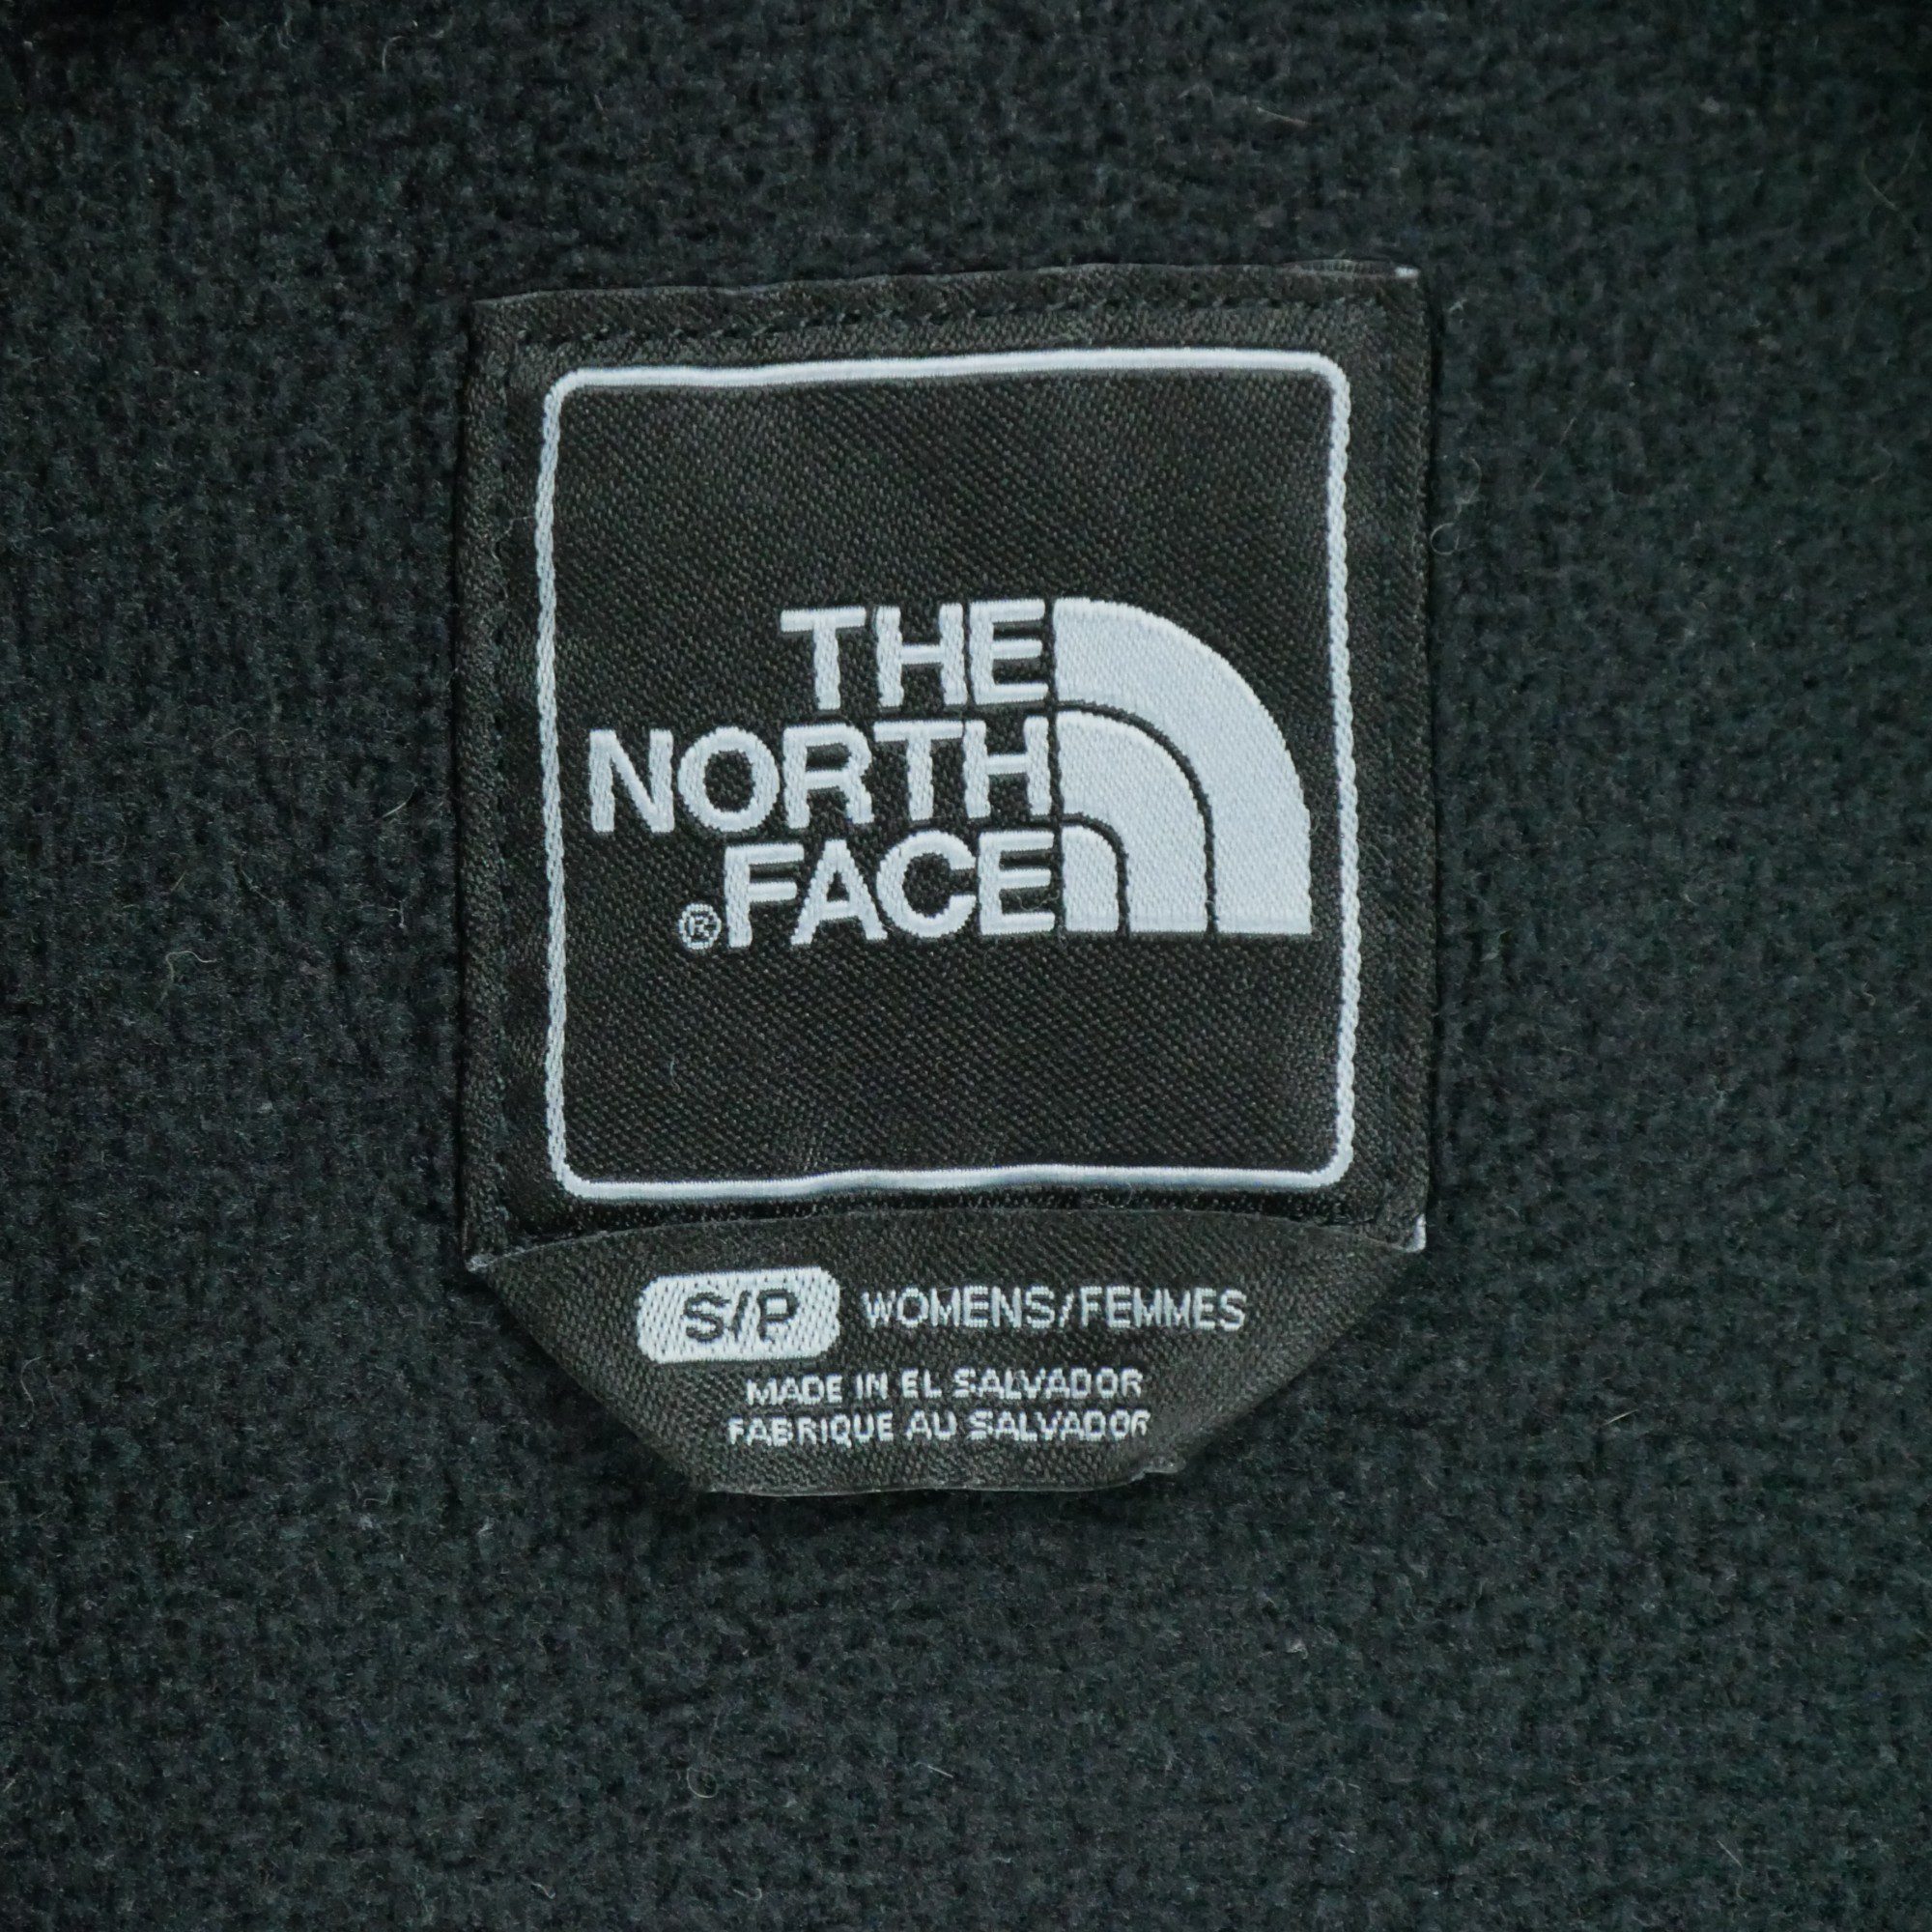 THE
NORTH
®FACE
S/P WOMENS/FEMMES
MADE IN EL SALVADOR
FABRIQUE AU SALVADOR